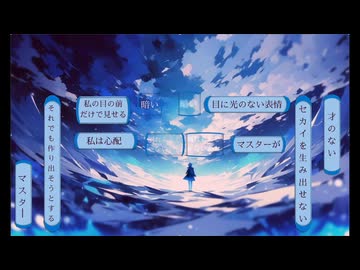 才のない
セカイを生み出せない
目に光のない表情
暗い
私の目の前
だけで見せる
マスターが
私は心配
それでも作り出そうとする
マスター